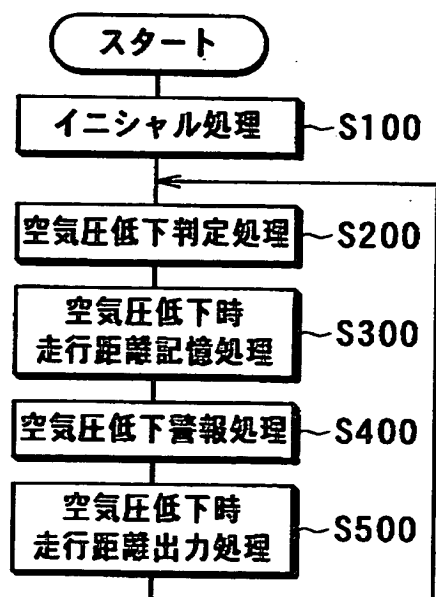 スタート
イニシャル処理
S100
空気圧低下判定処理
S200
空気圧低下時
走行距離記憶処理
S300
空気圧低下警報処理
S400
空気圧低下時
走行距離出力処理
S500